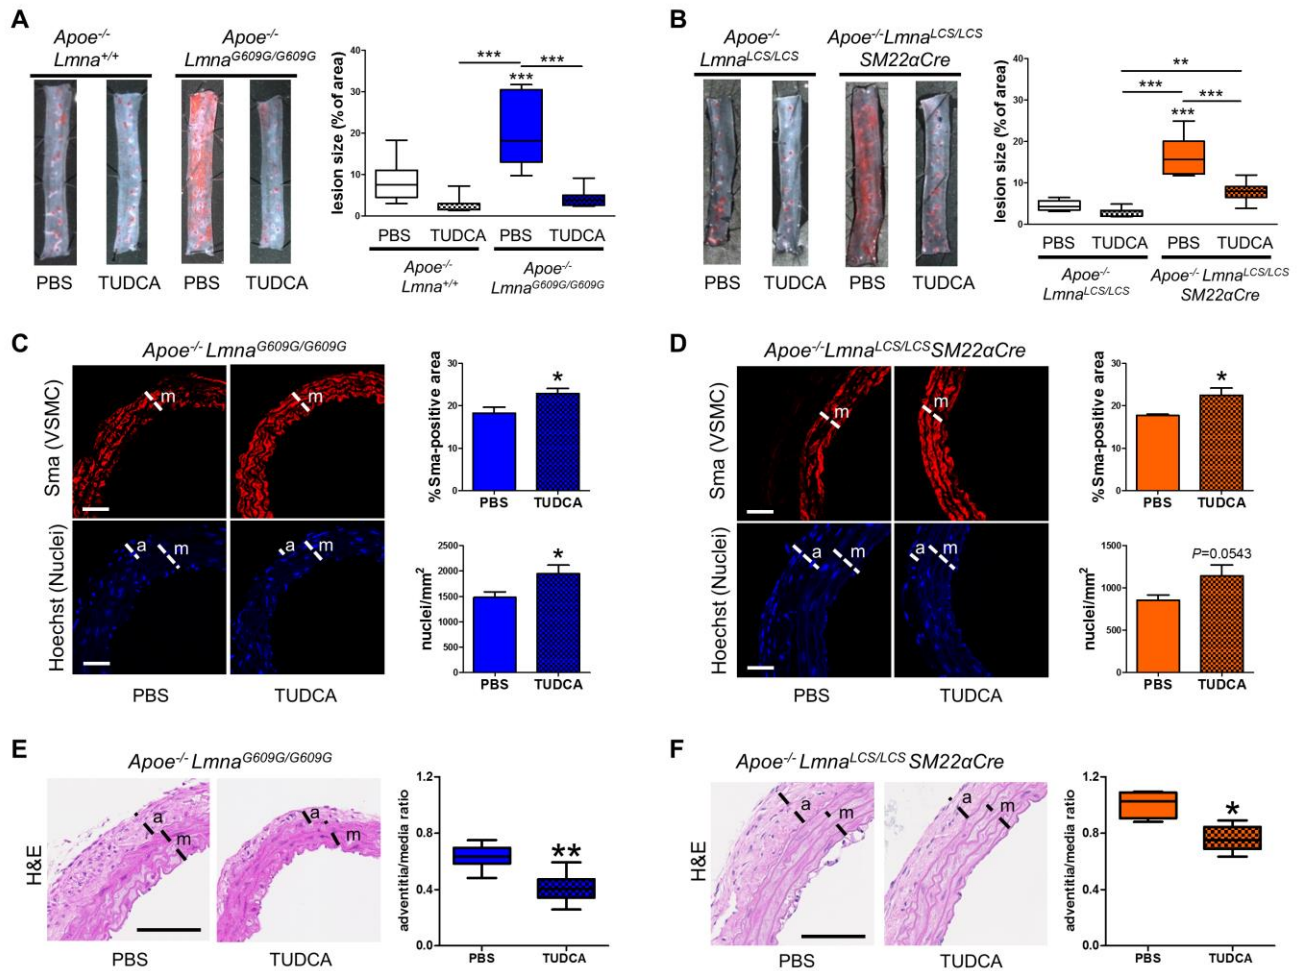 A
Apoe-/-
Lmna+/+
Apoe-/-
LmnaG609G/G609G
PBS
TUDCA
PBS
TUDCA
lesion size (% of area)
40
30
20
10
0
***
***
***
PBS
TUDCA
PBS
TUDCA
Apoe-/-
Lmna+/+
Apoe-/-
LmnaG609G/G609G
B
Apoe-/-
LmnaLCS/LCS
Apoe-/-LmnaLCS/LCS
SM22αCre
PBS
TUDCA
PBS
TUDCA
lesion size (% of area)
40
30
20
10
0
**
***
***
***
PBS
TUDCA
PBS
TUDCA
Apoe-/-
LmnaLCS/LCS
Apoe-/- LmnaLCS/LCS
SM22αCre
C
Apoe-/- LmnaG609G/G609G
Sma (VSMC)
m
m
Hoechst (Nuclei)
a
m
a
m
PBS
TUDCA
%Sma-positive area
30
20
10
0
*
PBS
TUDCA
nuclei/mm2
2500
2000
1500
1000
500
0
*
PBS
TUDCA
D
Apoe-/-LmnaLCS/LCSSM22αCre
Sma (VSMC)
m
m
Hoechst (Nuclei)
a
m
a
m
PBS
TUDCA
%Sma-positive area
30
20
10
0
*
PBS
TUDCA
nuclei/mm2
1500
1000
500
0
P=0.0543
PBS
TUDCA
E
Apoe-/- LmnaG609G/G609G
H&E
a
m
a
m
PBS
TUDCA
adventitia/media ratio
1.2
0.8
0.4
0.0
**
PBS
TUDCA
F
Apoe-/- LmnaLCS/LCS SM22αCre
H&E
a
m
a
m
PBS
TUDCA
adventitia/media ratio
1.2
0.8
0.4
0.0
*
PBS
TUDCA